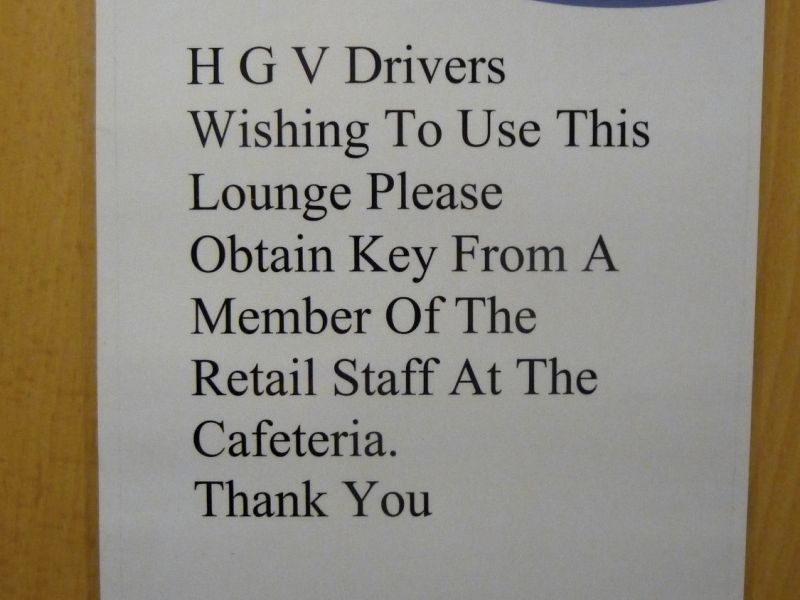 H G V Drivers
Wishing To Use This
Lounge Please
Obtain Key From A
Member Of The
Retail Staff At The
Cafeteria.
Thank You